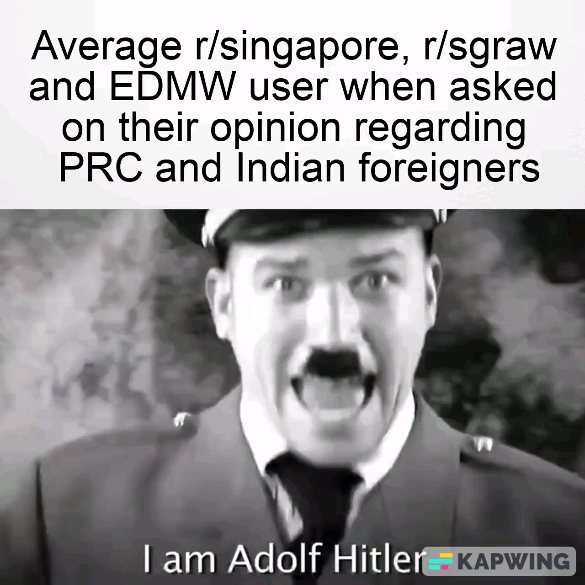 Average r/singapore, r/sgraw
and EDMW user when asked
on their opinion regarding
PRC and Indian foreigners
I am Adolf Hitler
KAPWING